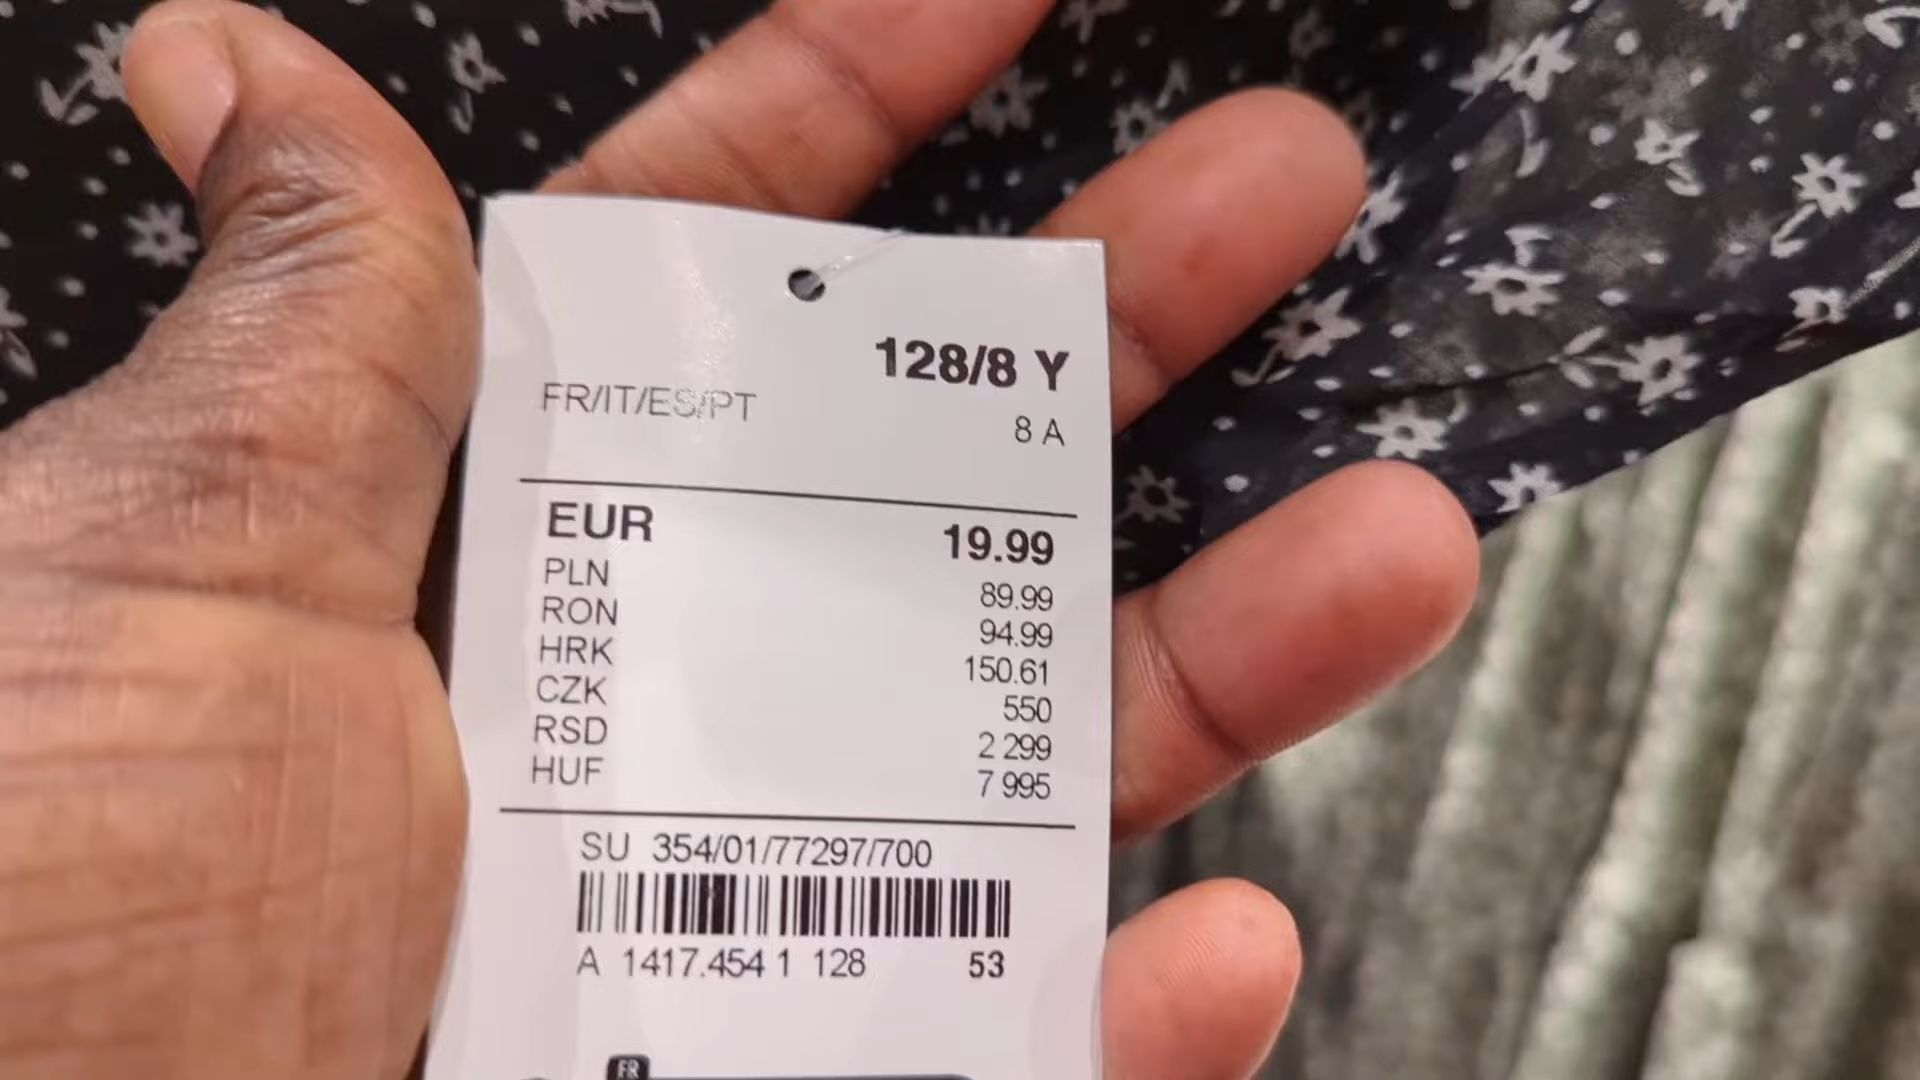 128/8 Y
FR/IT/ES/PT 8 A
EUR 19.99
PLN 89.99
RON 94.99
HRK 150.61
CZK 550
RSD 2 299
HUF 7 995
SU 354/01/77297/700
A 1417.454 1 128 53
FR